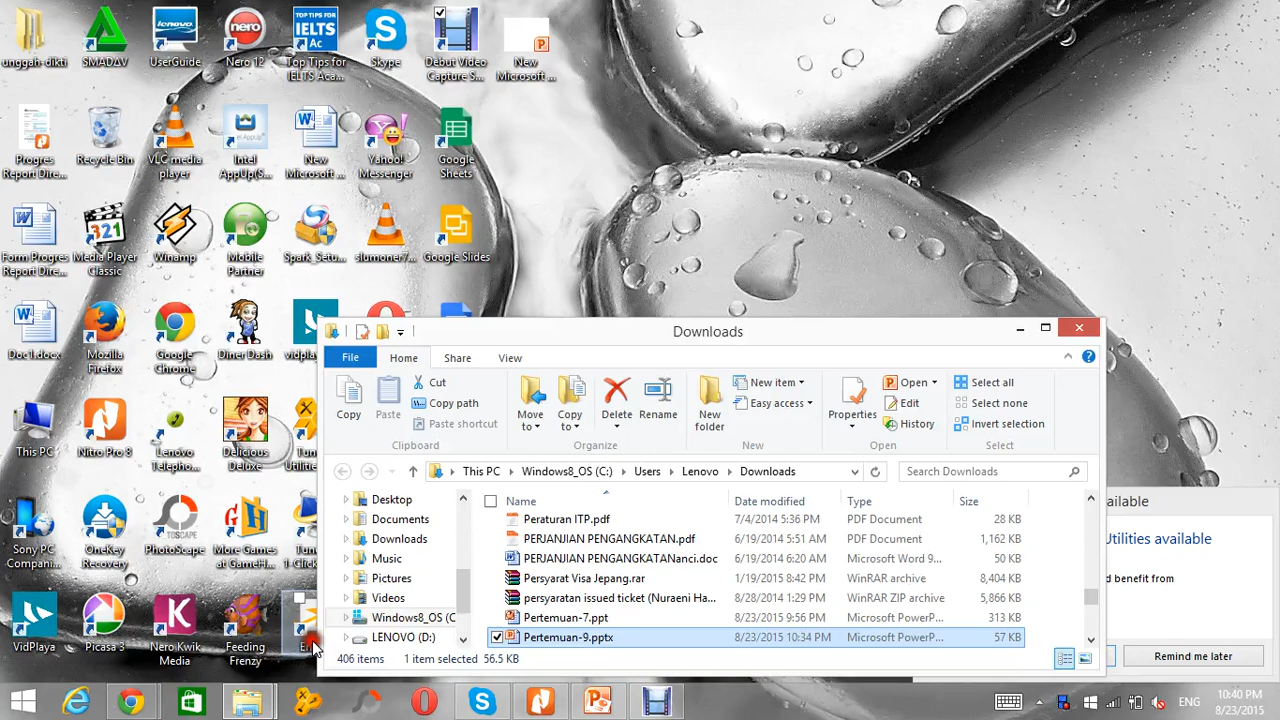 unggah-dikti
SMADΔV
UserGuide
Nero 12
Top Tips for IELTS Aca...
Skype
Debut Video Capture S...
New Microsoft ...
Progres Report Dire...
Recycle Bin
VLC media player
Intel AppUp(S...
New Microsoft ...
Yahoo! Messenger
Google Sheets
Form Progres Report Dire...
Media Player Classic
Winamp
Mobile Partner
Spark_Setu...
slumoner7...
Google Slides
Doc1.docx
Mozilla Firefox
Google Chrome
Diner Dash
vidpla
This PC
Nitro Pro 8
Lenovo Telepho...
Delicious Deluxe
Sony PC Compani...
OneKey Recovery
PhotoScape
More Games at GameH...
VidPlaya
Picasa 3
Nero Kwik Media
Feeding Frenzy
Downloads
File Home Share View
Copy Paste Cut Copy path Paste shortcut
Clipboard
Move to Copy to Delete Rename
Organize
New folder New item Easy access
New
Properties Open Edit History
Open
Select all Select none Invert selection
Select
This PC Windows8_OS (C:) Users Lenovo Downloads
Search Downloads
Desktop
Documents
Downloads
Music
Pictures
Videos
Windows8_OS (C
LENOVO (D:)
Name Date modified Type Size
Peraturan ITP.pdf 7/4/2014 5:36 PM PDF Document 28 KB
PERJANJIAN PENGANGKATAN.pdf 6/19/2014 5:51 AM PDF Document 1,162 KB
PERJANJIAN PENGANGKATANanci.doc 6/19/2014 6:20 AM Microsoft Word 9... 50 KB
Persyarat Visa Jepang.rar 1/19/2015 8:42 PM WinRAR archive 8,404 KB
persyaratan issued ticket (Nuraeni Ha... 8/28/2014 1:29 PM WinRAR ZIP archive 5,866 KB
Pertemuan-7.ppt 8/23/2015 9:56 PM Microsoft PowerP... 313 KB
Pertemuan-9.pptx 8/23/2015 10:34 PM Microsoft PowerP... 57 KB
406 items 1 item selected 56.5 KB
ailable
Utilities available
d benefit from
Remind me later
ENG
10:40 PM
8/23/2015